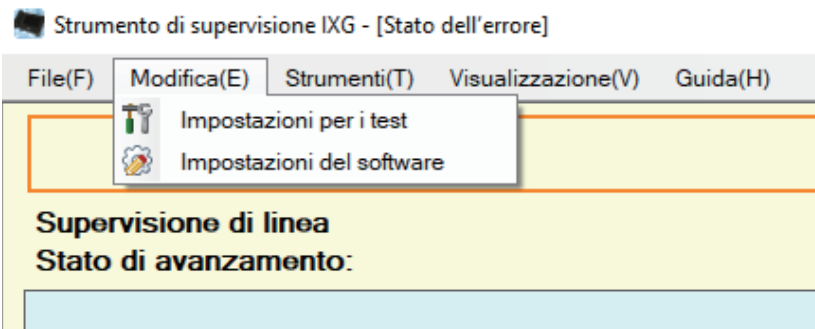 Strumento di supervisione IXG - [Stato dell'errore]
File(F) Modifica(E) Strumenti(T) Visualizzazione(V) Guida(H)
Impostazioni per i test
Impostazioni del software
Supervisione di linea
Stato di avanzamento: